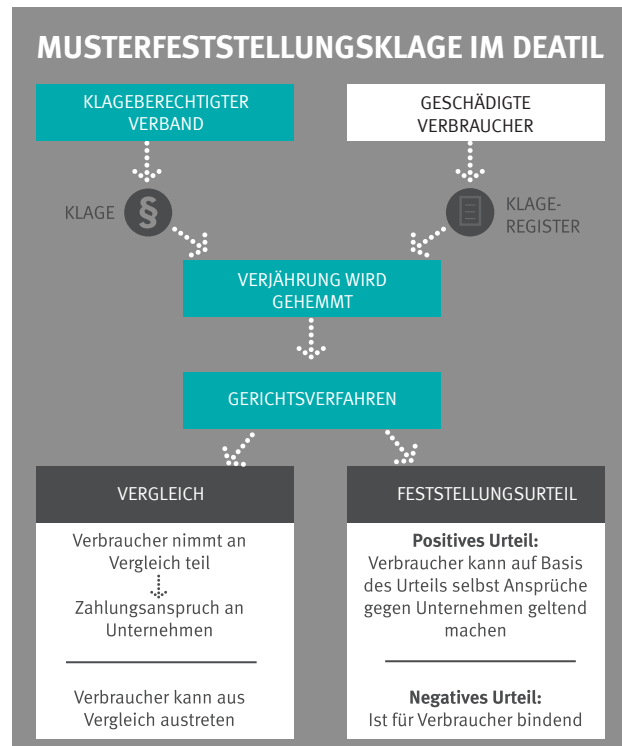 MUSTERFESTSTELLUNGSKLAGE IM DEATIL
KLAGEBERECHTIGTER
VERBAND
GESCHÄDIGTE
VERBRAUCHER
KLAGE §
KLAGE-
REGISTER
VERJÄHRUNG WIRD
GEHEMMT
GERICHTSVERFAHREN
VERGLEICH
Verbraucher nimmt an
Vergleich teil
Zahlungsanspruch an
Unternehmen
Verbraucher kann aus
Vergleich austreten
FESTSTELLUNGSURTEIL
Positives Urteil:
Verbraucher kann auf Basis
des Urteils selbst Ansprüche
gegen Unternehmen geltend
machen
Negatives Urteil:
Ist für Verbraucher bindend